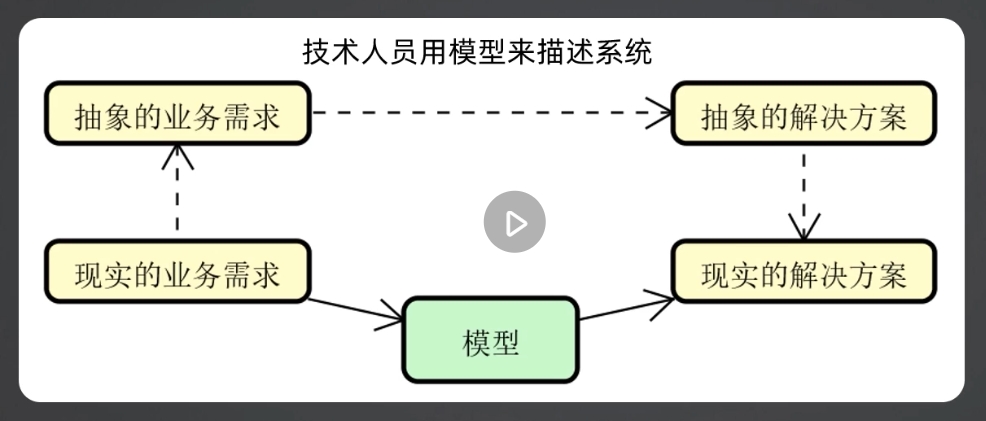 技术人员用模型来描述系统
抽象的业务需求
抽象的解决方案
现实的业务需求
现实的解决方案
模型